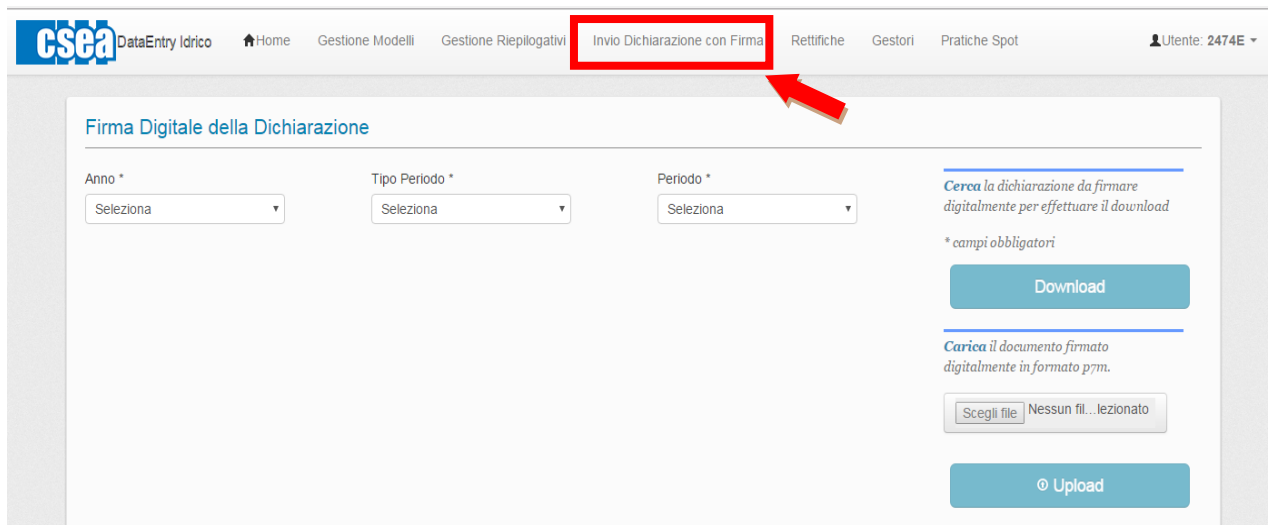 csea DataEntry Idrico Home Gestione Modelli Gestione Riepilogativi Invio Dichiarazione con Firma Rettifiche Gestori Pratiche Spot Utente: 2474E
Firma Digitale della Dichiarazione
Anno * Tipo Periodo * Periodo *
Seleziona Seleziona Seleziona
Cerca la dichiarazione da firmare
digitalmente per effettuare il download
* campi obbligatori
Download
Carica il documento firmato
digitalmente in formato p7m.
Scegli file Nessun fil...lezionato
Upload